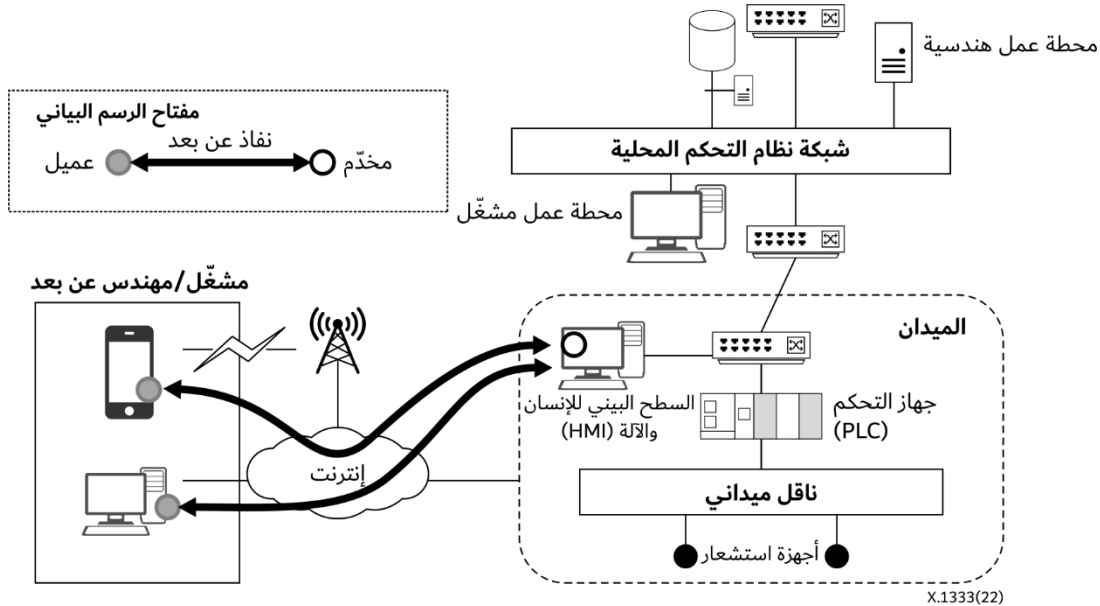 محطة عمل هندسية
مفتاح الرسم البياني
نفاذ عن بعد
مخدّم
عميل
شبكة نظام التحكم المحلية
محطة عمل مشغّل
مشغّل/مهندس عن بعد
الميدان
السطح البيني للإنسان
والآلة (HMI)
جهاز التحكم
(PLC)
إنترنت
ناقل ميداني
أجهزة استشعار
X.1333(22)